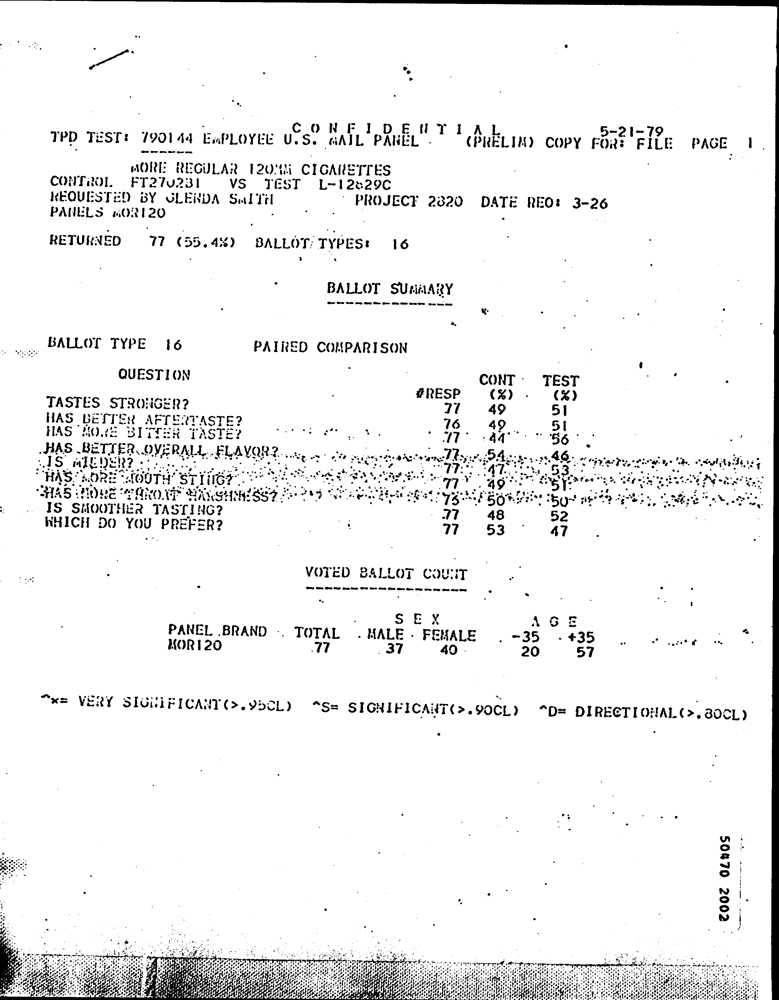 C O N F I D E N T I A L 5-21-79
TPD TEST: 790144 EMPLOYEE U.S. MAIL PANEL (PRELIM) COPY FOR: FILE PAGE 1
MORE REGULAR 120MM CIGARETTES
CONTROL FT270231 VS TEST L-12829C
REQUESTED BY GLENDA SMITH PROJECT 2820 DATE REQ: 3-26
PANELS MOR120
RETURNED 77 (55.4%) BALLOT TYPES: 16
BALLOT SUMMARY
BALLOT TYPE 16 PAIRED COMPARISON
QUESTION CONT TEST
#RESP (%) (%)
TASTES STRONGER? 77 49 51
HAS BETTER AFTERTASTE? 76 49 51
HAS MORE BITTER TASTE? 77 44 56
HAS BETTER OVERALL FLAVOR? 77 54 46
IS MILDER? 77 47 53
HAS MORE MOUTH STING? 77 49 51
HAS MORE THROAT HARSHNESS? 50 50
IS SMOOTHER TASTING? 77 48 52
WHICH DO YOU PREFER? 77 53 47
VOTED BALLOT COUNT
S E X A G E
PANEL BRAND TOTAL MALE FEMALE -35 +35
MOR120 77 37 40 20 57
^*= VERY SIGNIFICANT(>.95CL) ^S= SIGNIFICANT(>.90CL) ^D= DIRECTIONAL(>.80CL)
50470 2002